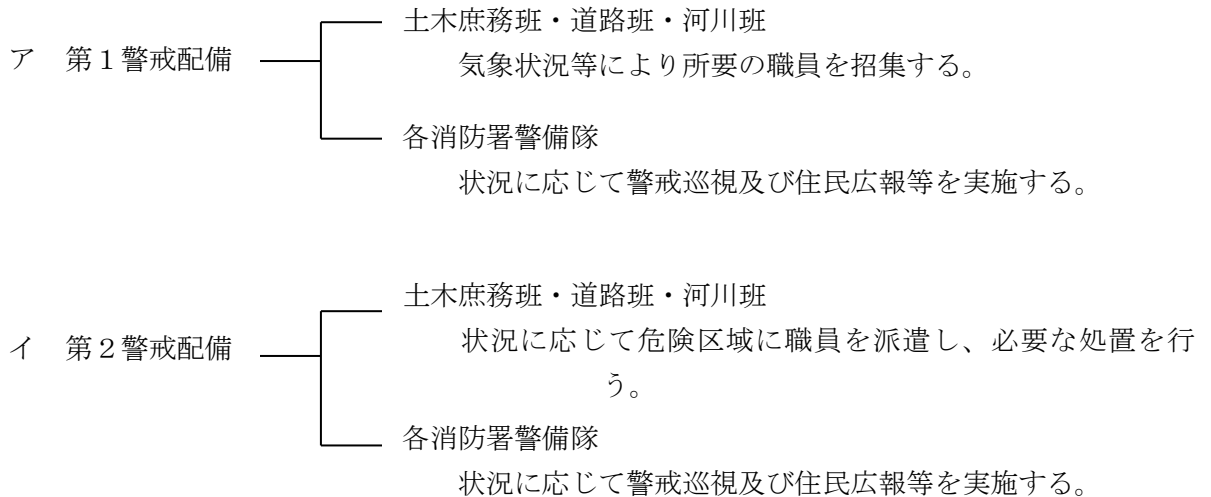 土木庶務班・道路班・河川班
ア　第１警戒配備
気象状況等により所要の職員を招集する。
各消防署警備隊
状況に応じて警戒巡視及び住民広報等を実施する。
土木庶務班・道路班・河川班
イ　第２警戒配備
状況に応じて危険区域に職員を派遣し、必要な処置を行
う。
各消防署警備隊
状況に応じて警戒巡視及び住民広報等を実施する。